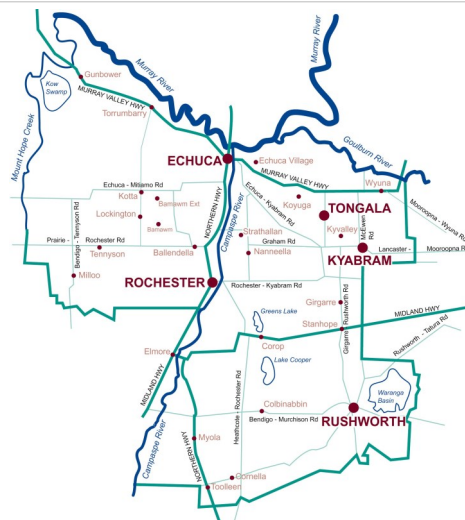 Gunbower
Kow
Swamp
Murray River
Murray River
MURRAY VALLEY HWY
Torrumbarry
Mount Hope Creek
Goulburn River
ECHUCA
Echuca Village
MURRAY VALLEY HWY
Wyuna
Echuca - Mitiamo Rd
Kotta
Bamawm Ext
Lockington
Bamawm
NORTHERN HWY
Campaspe River
Echuca - Kyabram Rd
Koyuga
TONGALA
McEwen
Rd
Mooroopna - Wyuna Rd
Strathallan
Kyvalley
Graham Rd
Prairie - Rochester Rd
Bendigo - Tennyson Rd
Tennyson
Ballendella
Nanneella
Lancaster - Mooroopna Rd
KYABRAM
Milloo
ROCHESTER
Rochester - Kyabram Rd
Girgarre
Greens Lake
Stanhope
MIDLAND HWY
Girgarre - Rushworth Rd
Rushworth - Tatura Rd
Elmore
Corop
Lake Cooper
MIDLAND HWY
Waranga
Basin
Heathcote - Rochester Rd
Colbinabbin
Bendigo - Murchison Rd
RUSHWORTH
Campaspe River
Myola
NORTHERN HWY
Cornella
Toolleen